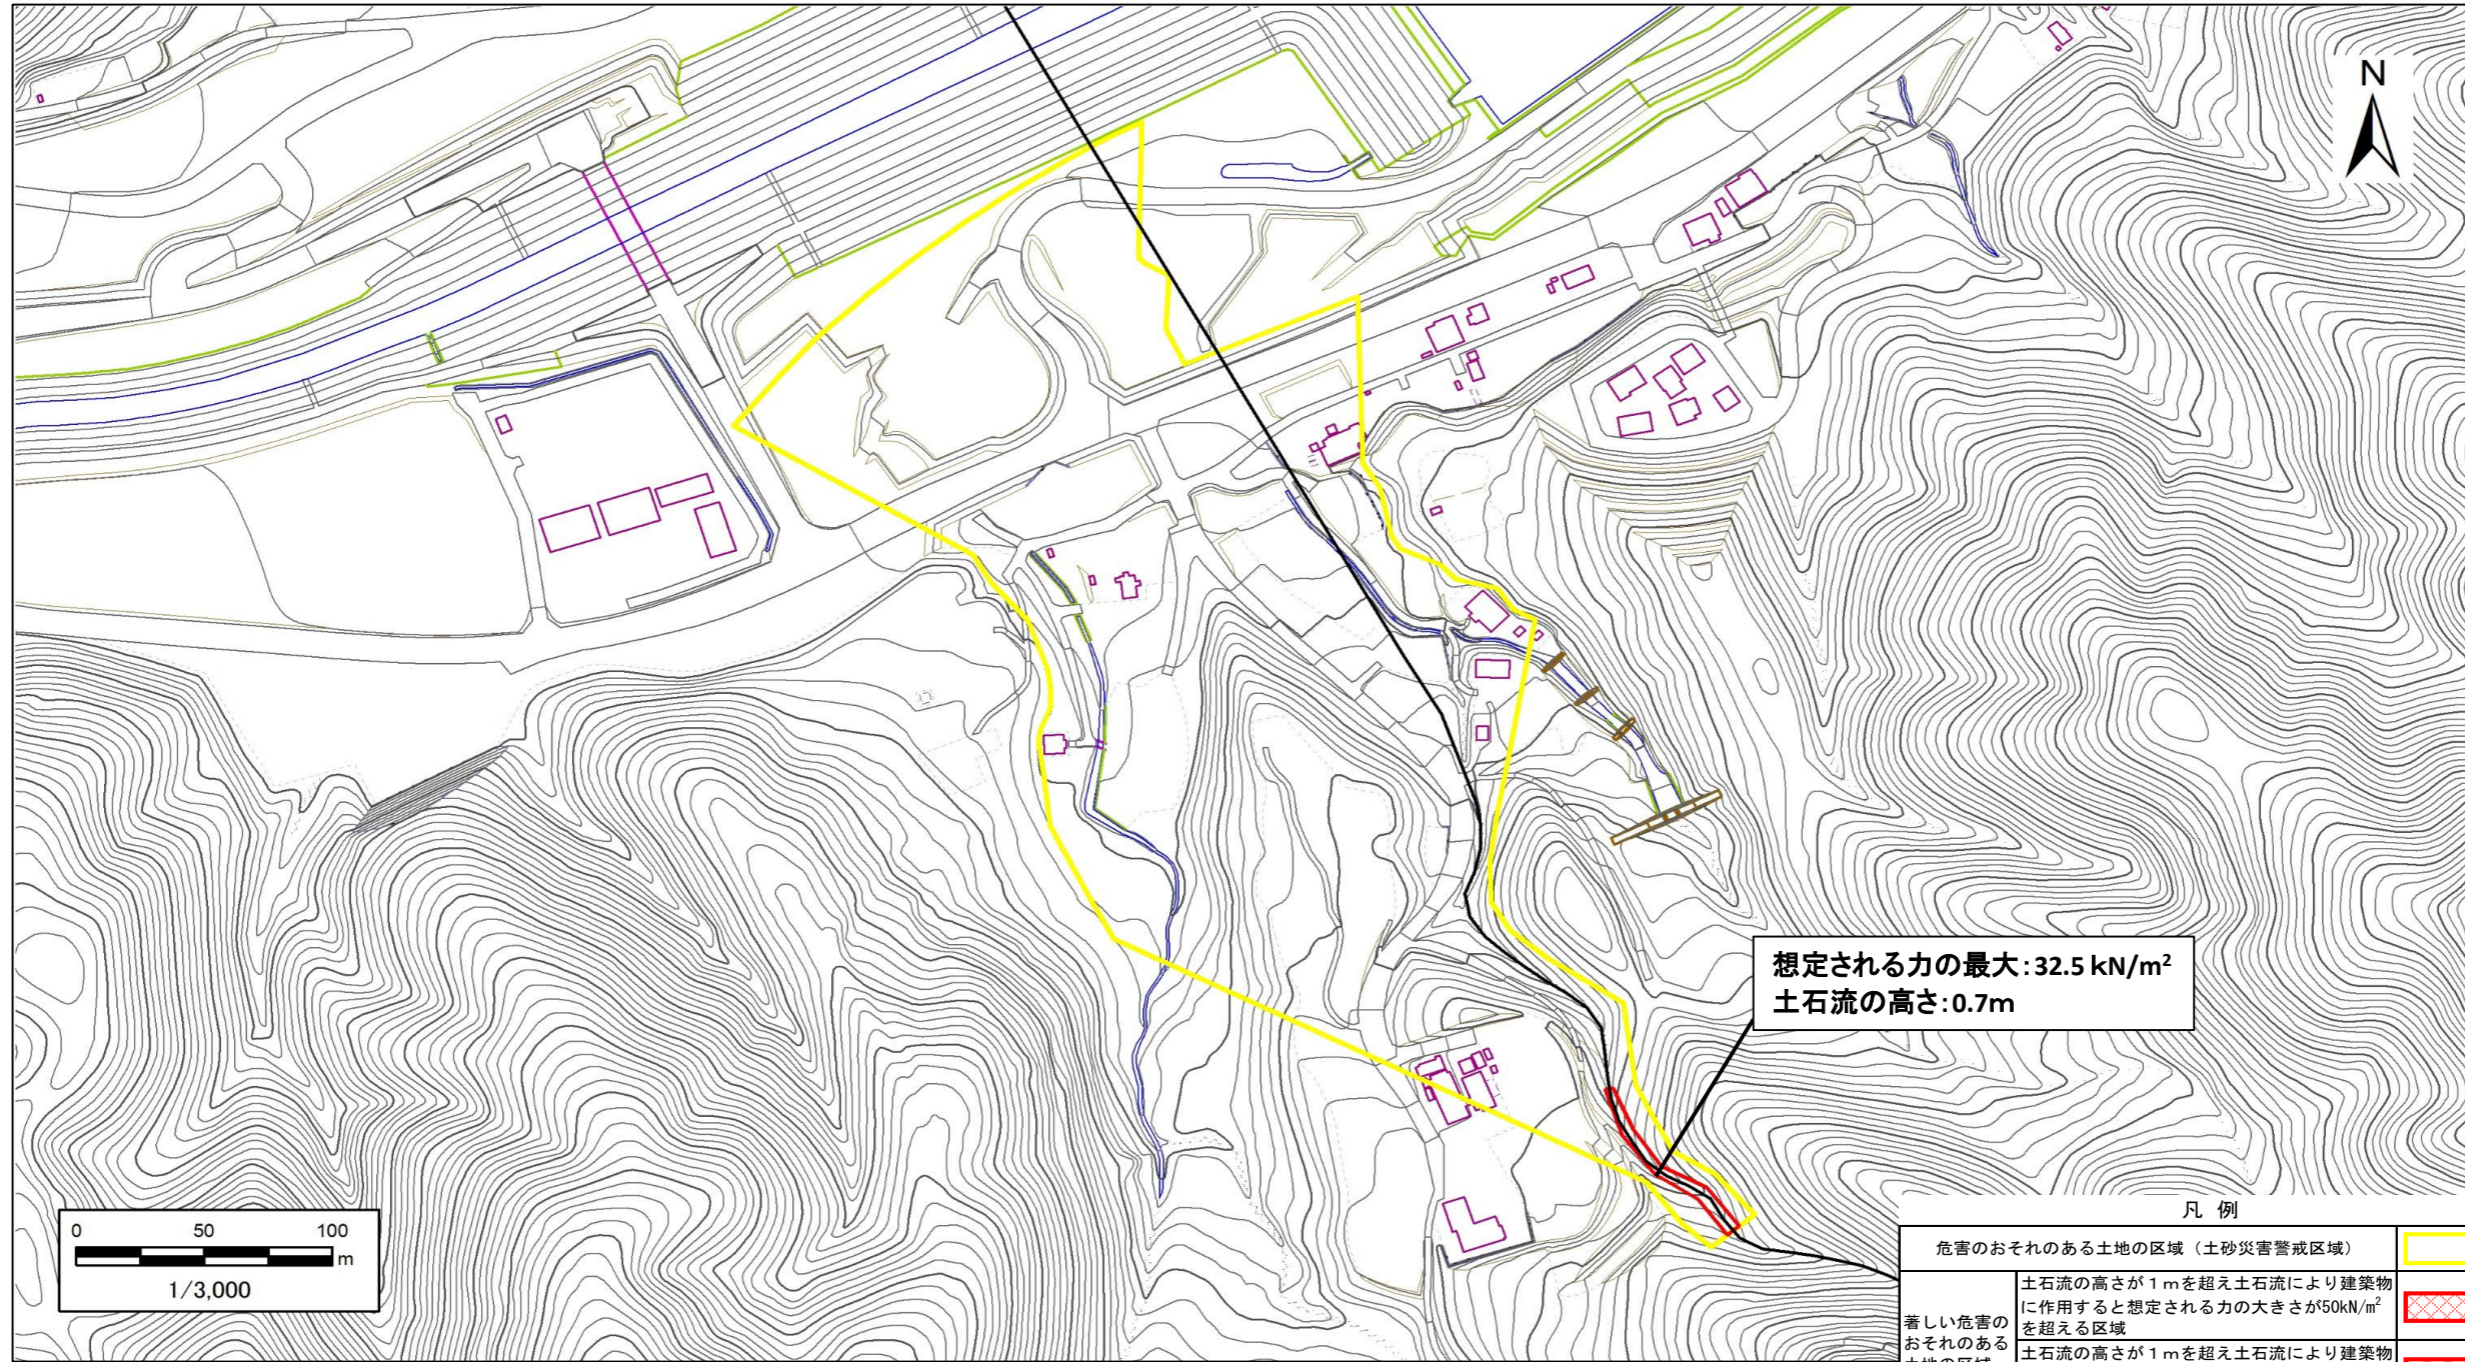 N
想定される力の最大:32.5 kN/m²
土石流の高さ:0.7m
0 50 100
m
1/3,000
凡 例
危害のおそれのある土地の区域（土砂災害警戒区域）
著しい危害の
おそれのある
土石流の高さが１ｍを超え土石流により建築物
に作用すると想定される力の大きさが50kN/m²
を超える区域
土石流の高さが１ｍを超え土石流により建築物